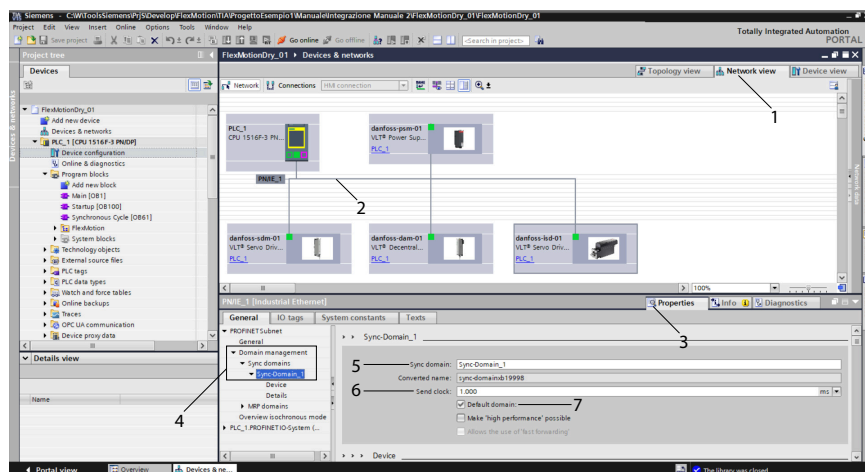 Siemens - C:\WiToolsSiemens\PrjS\Develop\FlexMotion\TIA\ProgettoEsempio1\Manuale\Integrazione Manuale 2\FlexMotionDry_01\FlexMotionDry_01
Project Edit View Insert Online Options Tools Window Help
Totally Integrated Automation
PORTAL
Save project
Go online
Go offline
<Search in project>
Project tree
FlexMotionDry_01 ▸ Devices & networks
Devices
Topology view
Network view
Device view
Network
Connections
HMI connection
1
FlexMotionDry_01
Add new device
Devices & networks
PLC_1 [CPU 1516F-3 PN/DP]
Device configuration
Online & diagnostics
Program blocks
Add new block
Main [OB1]
Startup [OB100]
Synchronous Cycle [OB61]
FlexMotion
System blocks
Technology objects
External source files
PLC tags
PLC data types
Watch and force tables
Online backups
Traces
OPC UA communication
Device proxy data
Devices & networks
Network data
PLC_1
CPU 1516F-3 PN...
danfoss-psm-01
VLT® Power Sup...
PLC_1
PN/IE_1
2
danfoss-sdm-01
VLT® Servo Driv...
PLC_1
danfoss-dam-01
VLT® Decentral...
PLC_1
danfoss-isd-01
VLT® Servo Driv...
PLC_1
100%
PN/IE_1 [Industrial Ethernet]
Properties
Info
Diagnostics
3
General
IO tags
System constants
Texts
PROFINET Subnet
General
Domain management
Sync domains
Sync-Domain_1
Device
Details
MRP domains
Overview isochronous mode
PLC_1.PROFINET IO-System (...
4
Sync-Domain_1
5
Sync domain: Sync-Domain_1
Converted name: sync-domainxb19998
6
Send clock: 1.000 ms
Default domain:
7
Make 'high performance' possible
Allows the use of 'fast forwarding'
Device
Details view
Name
Portal view
Overview
Devices & ne...
The library was closed